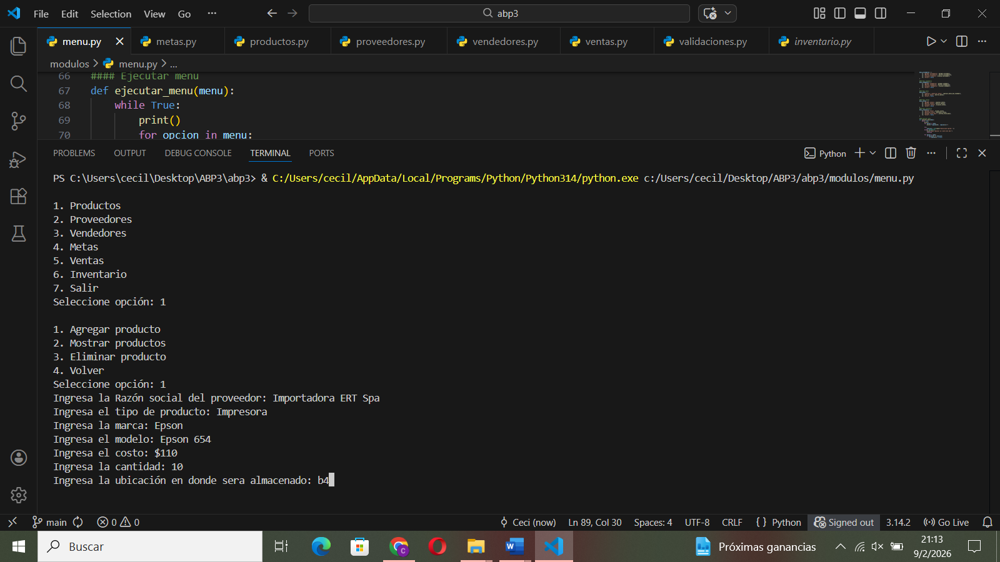 File Edit Selection View Go ··· abp3
menu.py metas.py productos.py proveedores.py vendedores.py ventas.py validaciones.py inventario.py ···
modulos > menu.py > ...
66 #### Ejecutar menu
67 def ejecutar_menu(menu):
68 while True:
69 print()
70 for opcion in menu:
PROBLEMS OUTPUT DEBUG CONSOLE TERMINAL PORTS Python ···
PS C:\Users\cecil\Desktop\ABP3\abp3> & C:/Users/cecil/AppData/Local/Programs/Python/Python314/python.exe c:/Users/cecil/Desktop/ABP3/abp3/modulos/menu.py
1. Productos
2. Proveedores
3. Vendedores
4. Metas
5. Ventas
6. Inventario
7. Salir
Seleccione opción: 1
1. Agregar producto
2. Mostrar productos
3. Eliminar producto
4. Volver
Seleccione opción: 1
Ingresa la Razón social del proveedor: Importadora ERT Spa
Ingresa el tipo de producto: Impresora
Ingresa la marca: Epson
Ingresa el modelo: Epson 654
Ingresa el costo: $110
Ingresa la cantidad: 10
Ingresa la ubicación en donde sera almacenado: b4
main 0 0 Ceci (now) Ln 89, Col 30 Spaces: 4 UTF-8 CRLF { } Python Signed out 3.14.2 Go Live
Buscar Próximas ganancias 21:13
9/2/2026